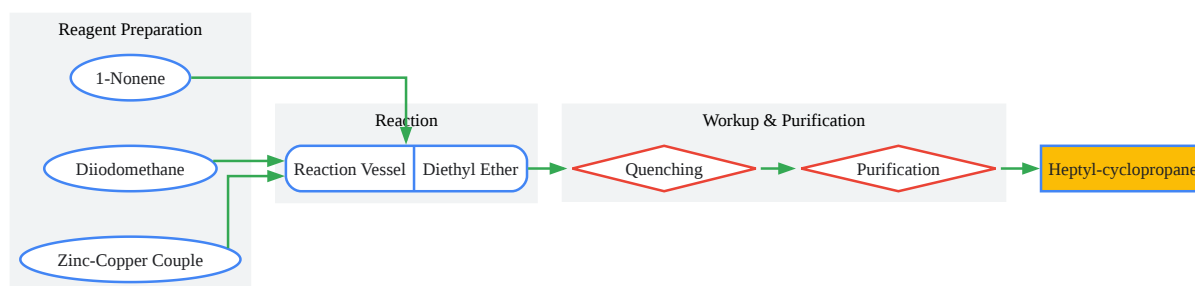 Reagent Preparation
1-Nonene
Diiodomethane
Zinc-Copper Couple
Reaction
Reaction Vessel
Diethyl Ether
Workup & Purification
Quenching
Purification
Heptyl-cyclopropane